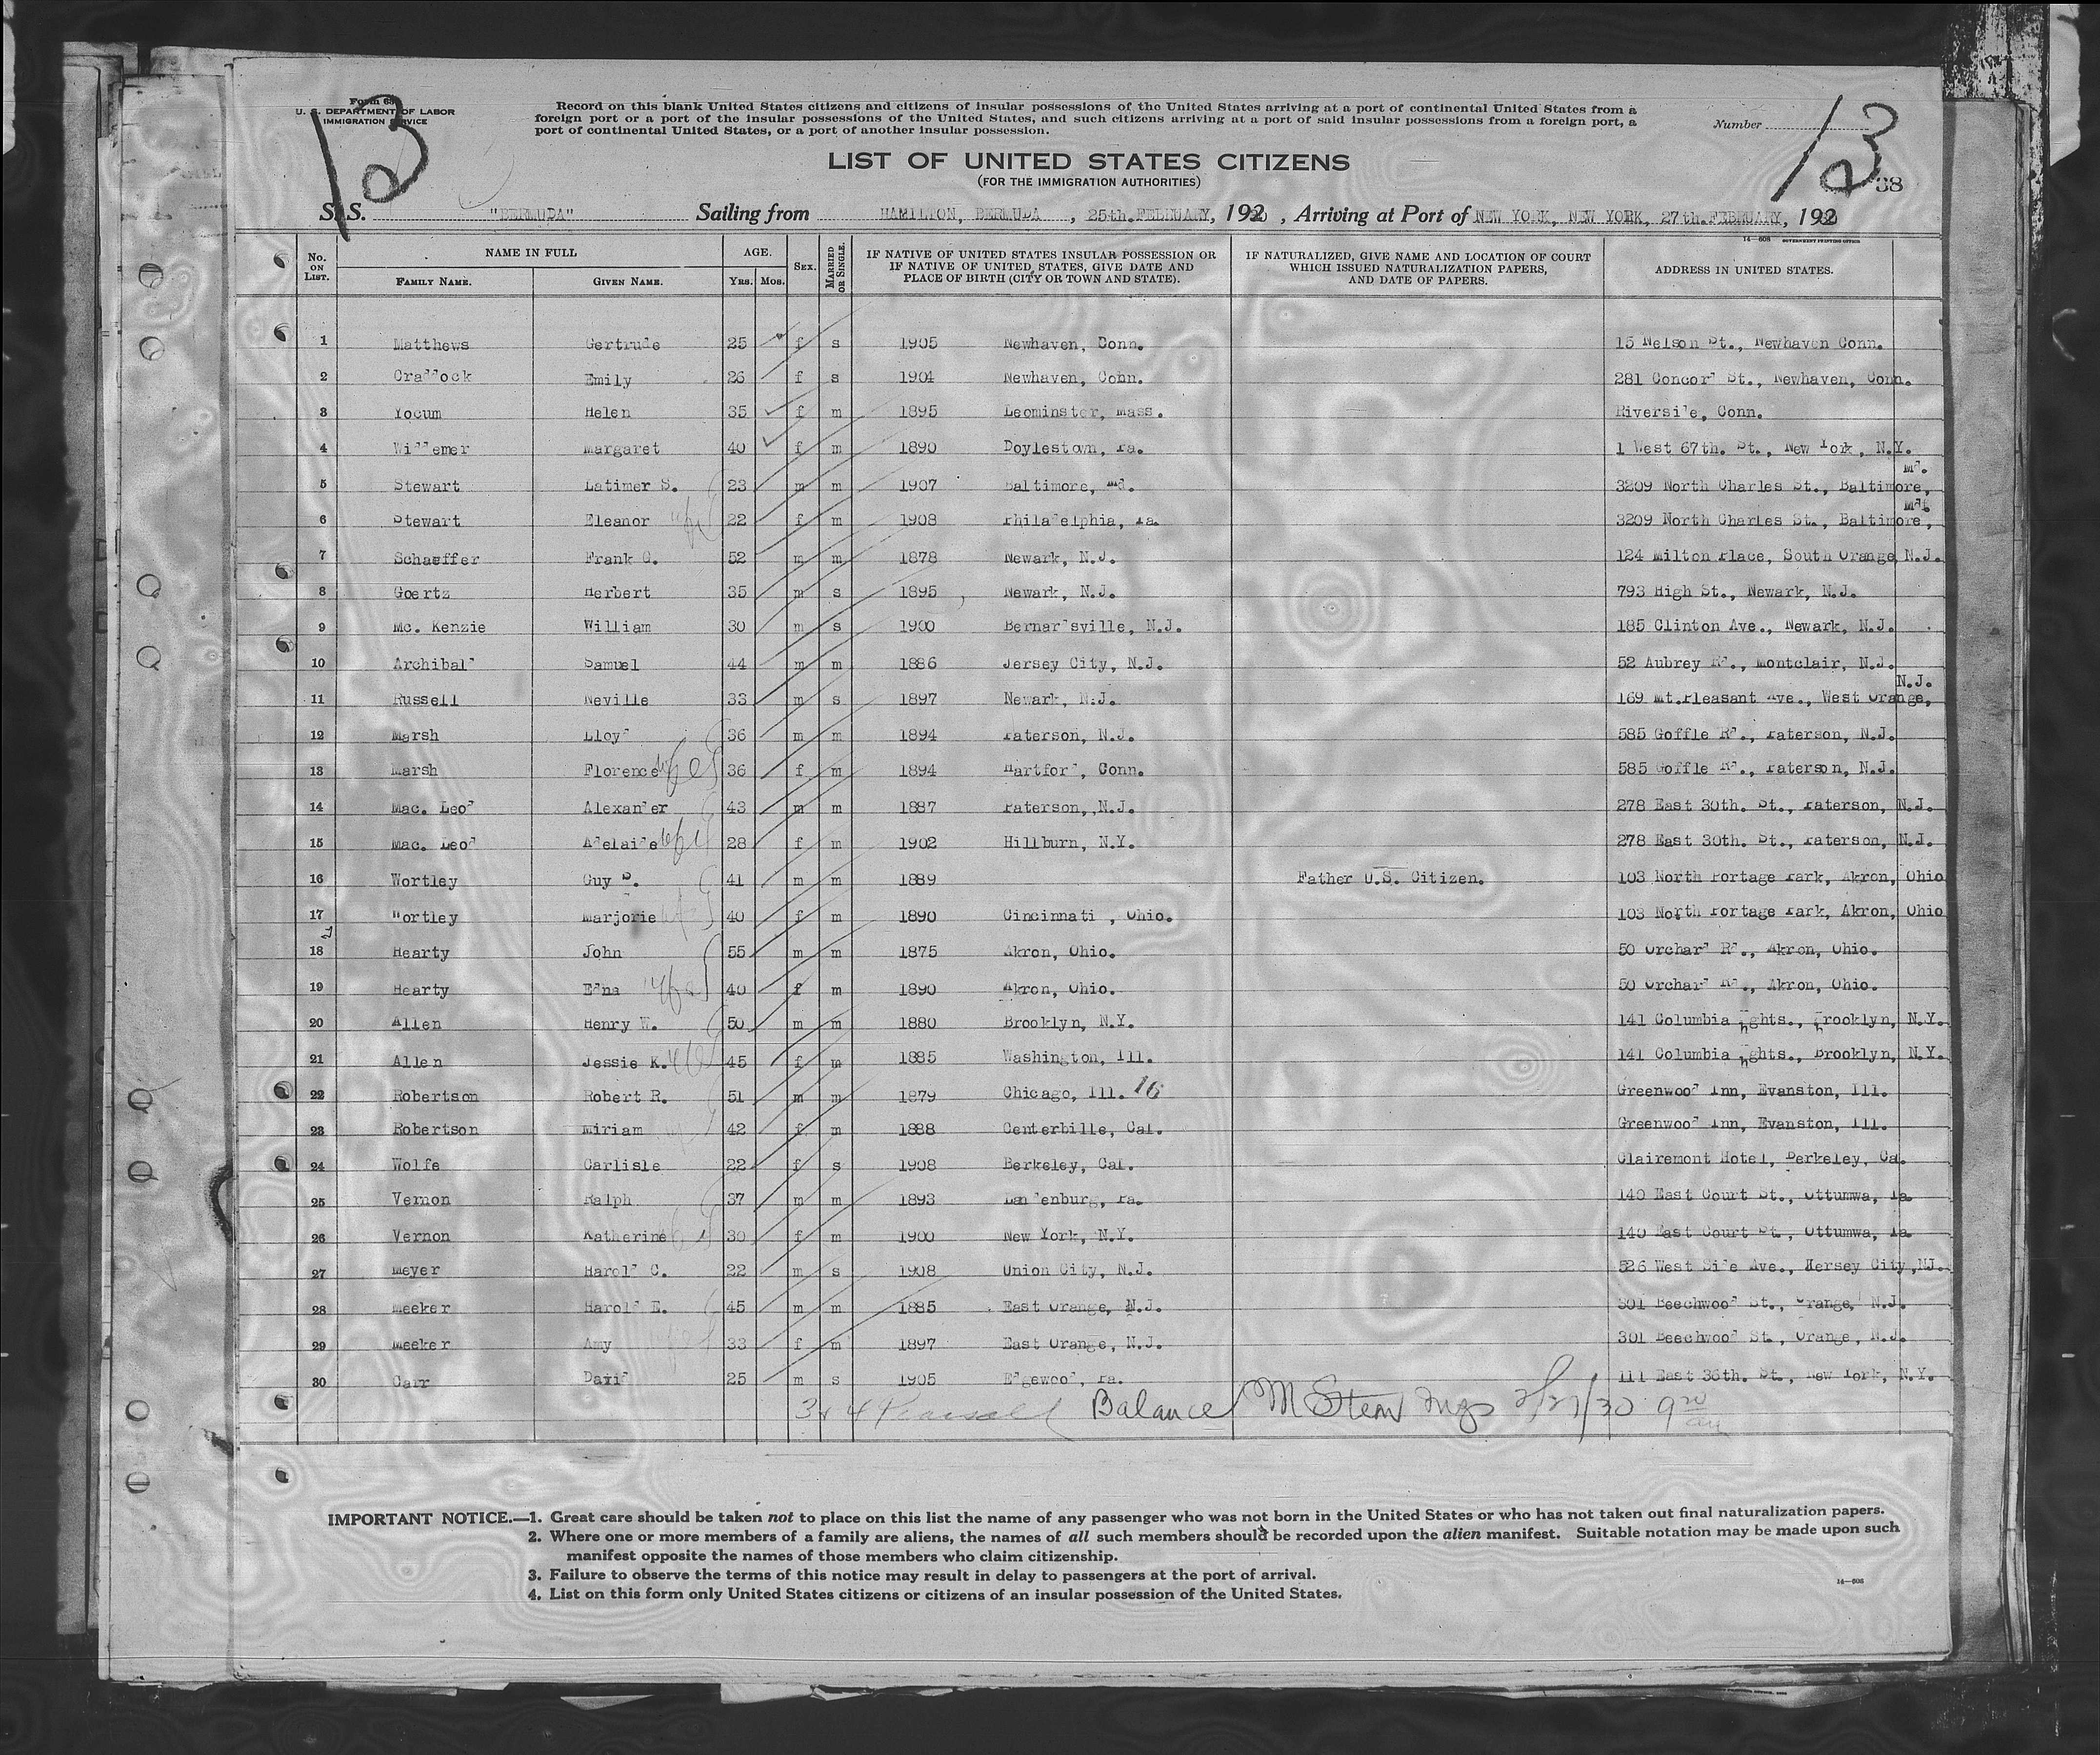 Form 63
U. S. DEPARTMENT OF LABOR
IMMIGRATION SERVICE
13
Record on this blank United States citizens and citizens of insular possessions of the United States arriving at a port of continental United States from a
foreign port or a port of the insular possessions of the United States, and such citizens arriving at a port of said insular possessions from a foreign port, a
port of continental United States, or a port of another insular possession.
Number
13
38
LIST OF UNITED STATES CITIZENS
(FOR THE IMMIGRATION AUTHORITIES)
S. S. "BERMUDA" Sailing from HAMILTON, BERMUDA, 25th. FEBRUARY, 1930, Arriving at Port of NEW YORK, NEW YORK, 27th. FEBRUARY, 1930
14—608 GOVERNMENT PRINTING OFFICE
No. ON LIST. NAME IN FULL FAMILY NAME. GIVEN NAME. AGE. YRS. MOS. SEX. MARRIED OR SINGLE. IF NATIVE OF UNITED STATES INSULAR POSSESSION OR IF NATIVE OF UNITED STATES, GIVE DATE AND PLACE OF BIRTH (CITY OR TOWN AND STATE). IF NATURALIZED, GIVE NAME AND LOCATION OF COURT WHICH ISSUED NATURALIZATION PAPERS, AND DATE OF PAPERS. ADDRESS IN UNITED STATES.
1 Matthews Gertrude 25 f s 1905 Newhaven, Conn. 15 Nelson St., Newhaven Conn.
2 Craddock Emily 26 f s 1904 Newhaven, Conn. 281 Concord St., Newhaven, Conn.
3 Yocum Helen 35 f m 1895 Leominster, Mass. Riverside, Conn.
4 Widdemer Margaret 40 f m 1890 Doylestown, Pa. 1 West 67th. St., New York, N.Y.
5 Stewart Latimer S. 23 m m 1907 Baltimore, Md. 3209 North Charles St., Baltimore, Md.
6 Stewart Eleanor 22 f m 1908 Philadelphia, Pa. 3209 North Charles St., Baltimore, Md.
7 Schaeffer Frank G. 52 m m 1878 Newark, N.J. 124 Milton Place, South Orange N.J.
8 Goertz Herbert 35 m s 1895 Newark, N.J. 793 High St., Newark, N.J.
9 Mc. Kenzie William 30 m s 1900 Bernardsville, N.J. 185 Clinton Ave., Newark, N.J.
10 Archibald Samuel 44 m m 1886 Jersey City, N.J. 52 Aubrey Rd., Montclair, N.J.
11 Russell Neville 33 m s 1897 Newark, N.J. 169 Mt.Pleasant Ave., West Orange, N.J.
12 Marsh Lloyd 36 m m 1894 Paterson, N.J. 585 Goffle Rd., Paterson, N.J.
13 Marsh Florence 36 f m 1894 Hartford, Conn. 585 Goffle Rd., Paterson, N.J.
14 Mac. Leod Alexander 43 m m 1887 Paterson, N.J. 278 East 30th. St., Paterson, N.J.
15 Mac. Leod Adelaide 28 f m 1902 Hillburn, N.Y. 278 East 30th. St., Paterson, N.J.
16 Wortley Guy S. 41 m m 1889 Father U.S. Citizen. 103 North Portage Park, Akron, Ohio
17 Wortley Marjorie 40 f m 1890 Cincinnati , Ohio. 103 North Portage Park, Akron, Ohio
18 Hearty John 55 m m 1875 Akron, Ohio. 50 Orchard Rd., Akron, Ohio.
19 Hearty Edna 40 f m 1890 Akron, Ohio. 50 Orchard Rd., Akron, Ohio.
20 Allen Henry W. 50 m m 1880 Brooklyn, N.Y. 141 Columbia hghts., Brooklyn, N.Y.
21 Allen Jessie K. 45 f m 1885 Washington, Ill. 141 Columbia hghts., Brooklyn, N.Y.
22 Robertson Robert R. 51 m m 1879 Chicago, Ill. 16 Greenwood Inn, Evanston, Ill.
23 Robertson Miriam 42 f m 1888 Centerbille, Cal. Greenwood Inn, Evanston, Ill.
24 Wolfe Carlisle 22 f s 1908 Berkeley, Cal. Clairemont Hotel, Berkeley, Ca.
25 Vernon Ralph 37 m m 1893 Landenburg, Pa. 140 East Court St., Ottumwa, Ia.
26 Vernon Katherine 30 f m 1900 New York, N.Y. 140 East Court St., Ottumwa, Ia.
27 Meyer Harold C. 22 m s 1908 Union City, N.J. 526 West Side Ave., Jersey City, NJ.
28 Meeker Harold E. 45 m m 1885 East Orange, N.J. 301 Beechwood St., Orange, N.J.
29 Meeker Amy 33 f m 1897 East Orange, N.J. 301 Beechwood St., Orange, N.J.
30 Carr David 25 m s 1905 Edgewood, Pa. 111 East 36th. St., New York, N.Y.
3 & 4 Balance M Stern Insp 2/27/30 9
IMPORTANT NOTICE.—1. Great care should be taken not to place on this list the name of any passenger who was not born in the United States or who has not taken out final naturalization papers.
2. Where one or more members of a family are aliens, the names of all such members should be recorded upon the alien manifest. Suitable notation may be made upon such
manifest opposite the names of those members who claim citizenship.
3. Failure to observe the terms of this notice may result in delay to passengers at the port of arrival.
4. List on this form only United States citizens or citizens of an insular possession of the United States.
14—608